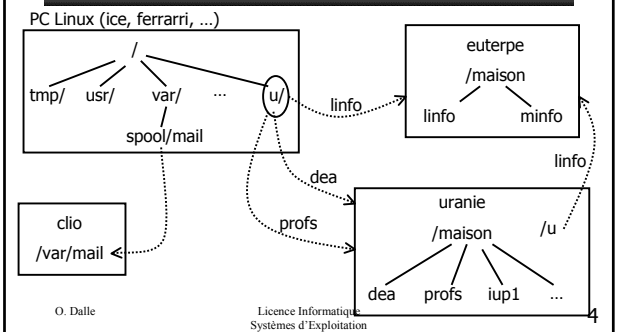 PC Linux (ice, ferrarri, ...)
/
tmp/ usr/ var/ ... u/
spool/mail
linfo
euterpe
/maison
linfo minfo
linfo
dea
profs
clio
/var/mail
uranie
/maison /u
dea profs iup1 ...
O. Dalle
Licence Informatique
Systèmes d'Exploitation
4